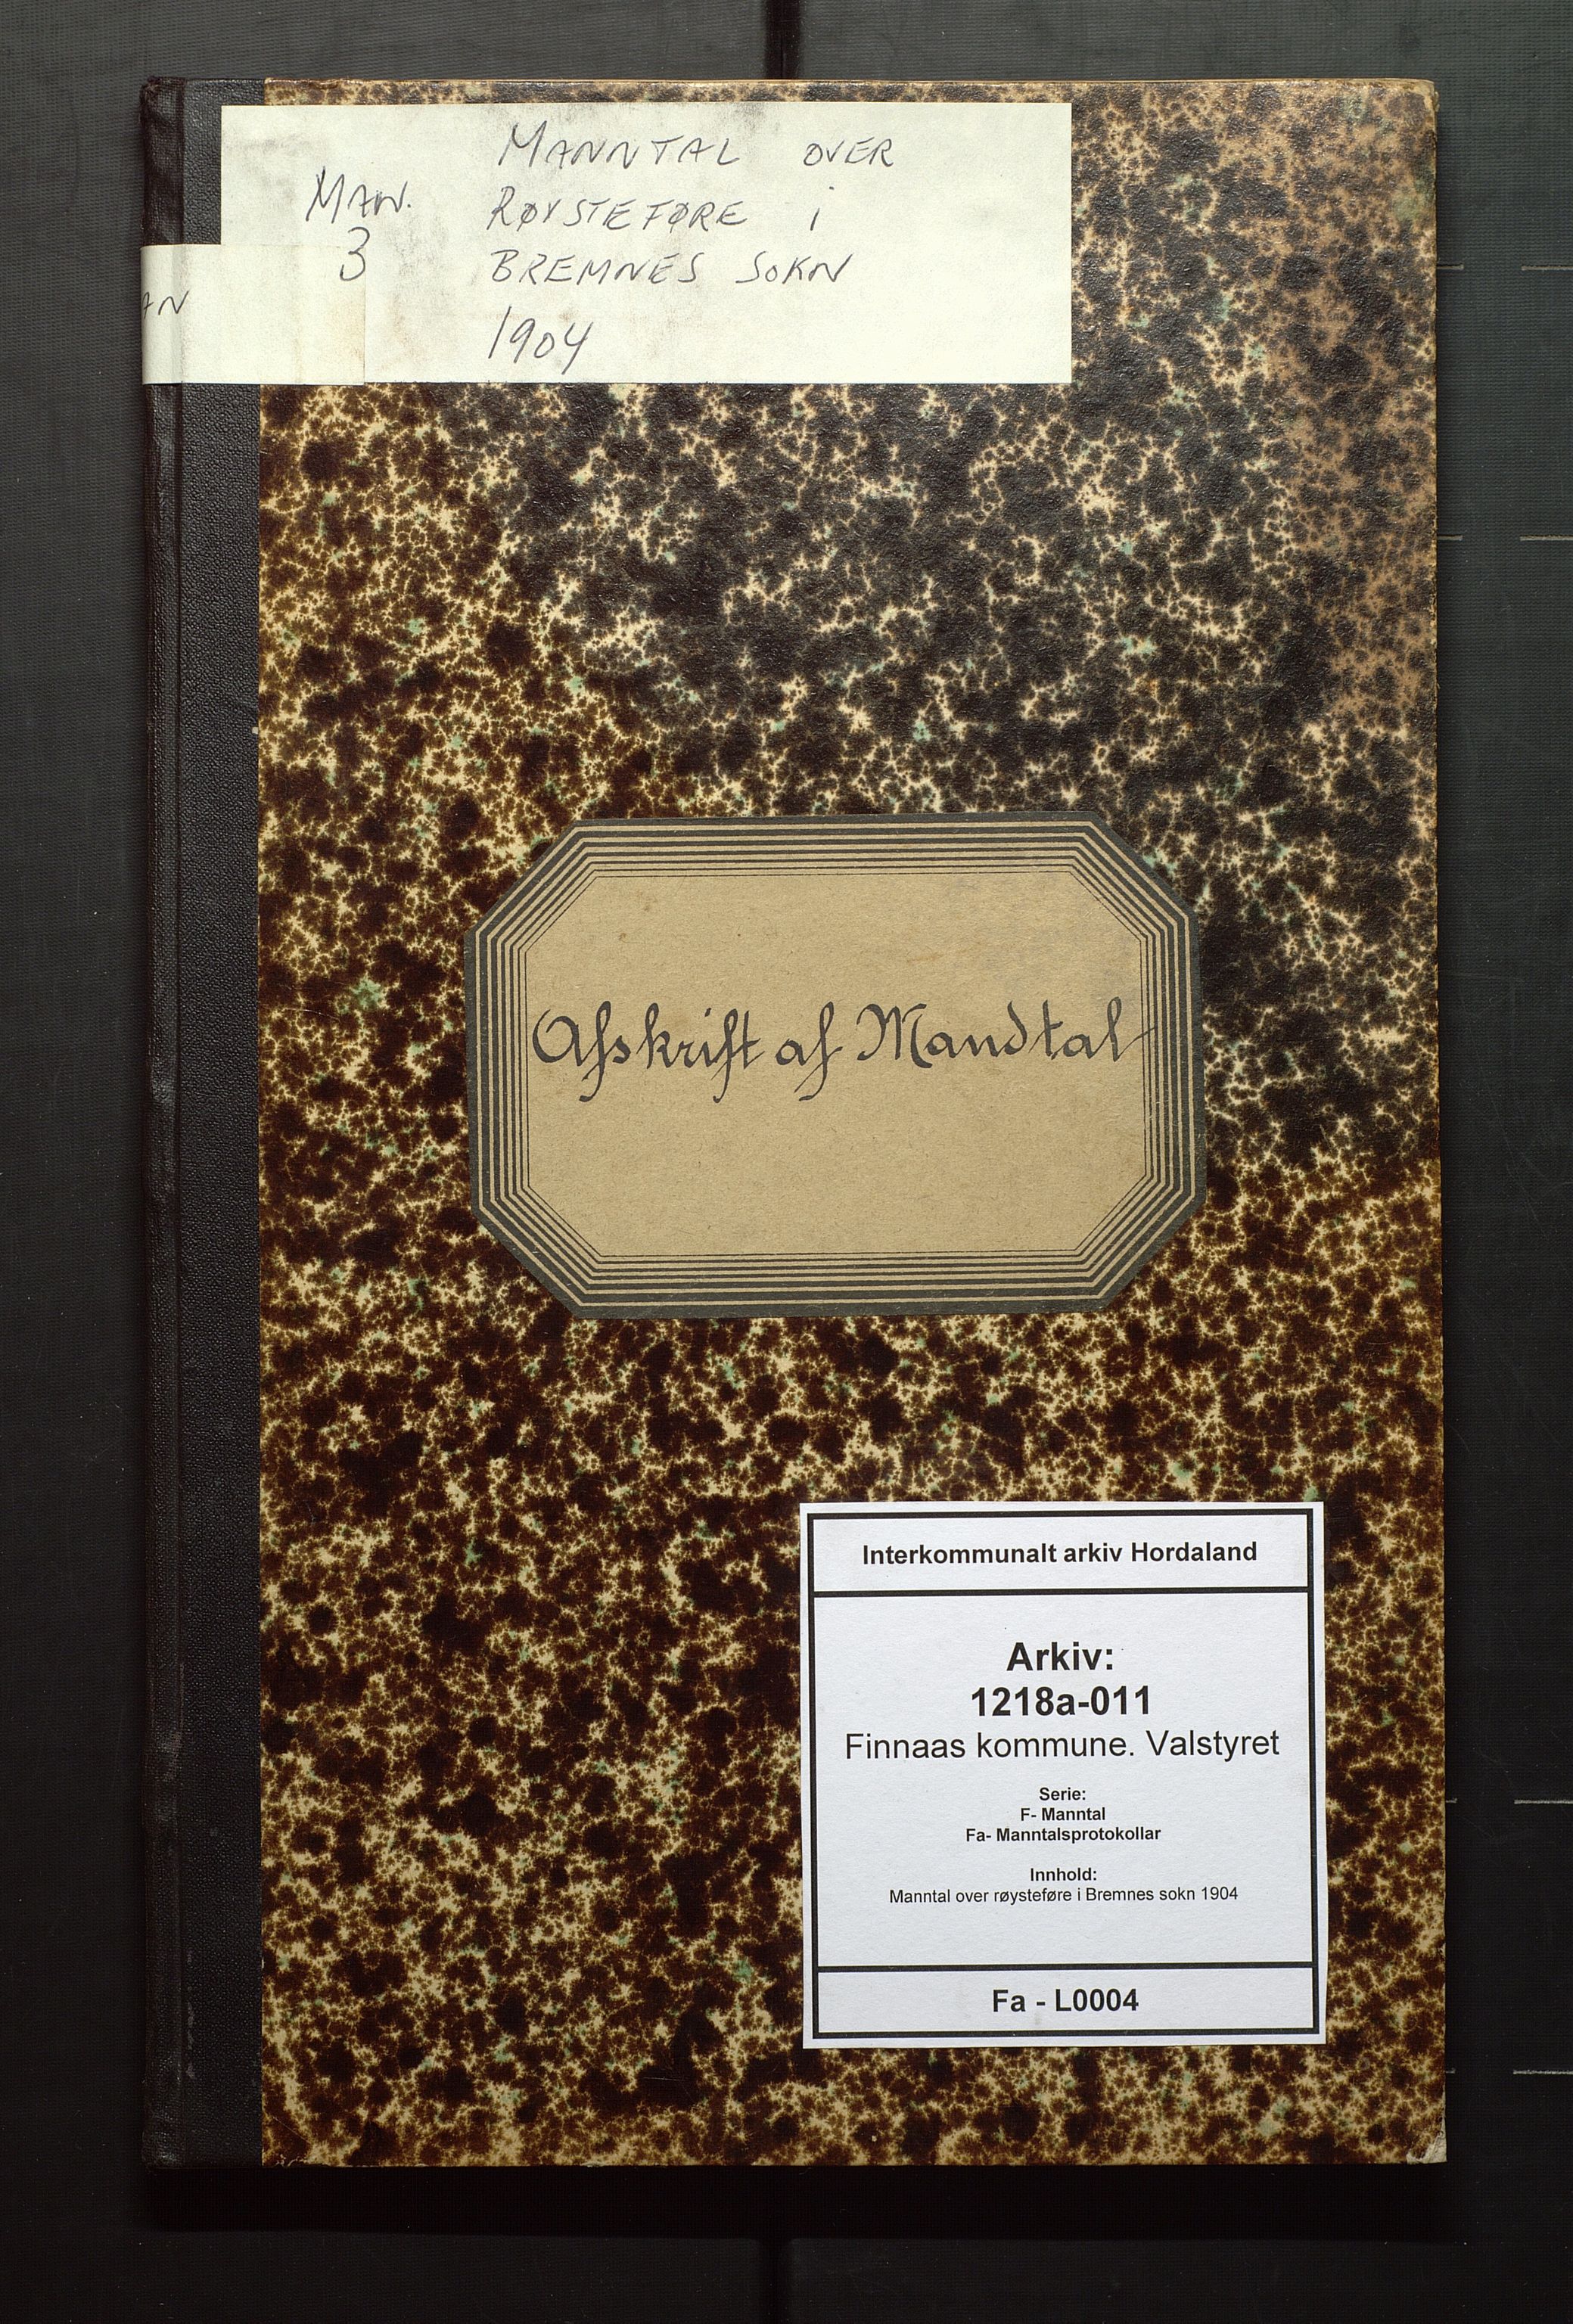 MANNTAL OVER
MAN. RØYSTEFØRE i
3 BREMNES SOKN
AN
1904
Afskrift af Mandtal
Interkommunalt arkiv Hordaland
Arkiv:
1218a-011
Finnaas kommune. Valstyret
Serie:
F- Manntal
Fa- Manntalsprotokollar
Innhold:
Manntal over røysteføre i Bremnes sokn 1904
Fa - L0004